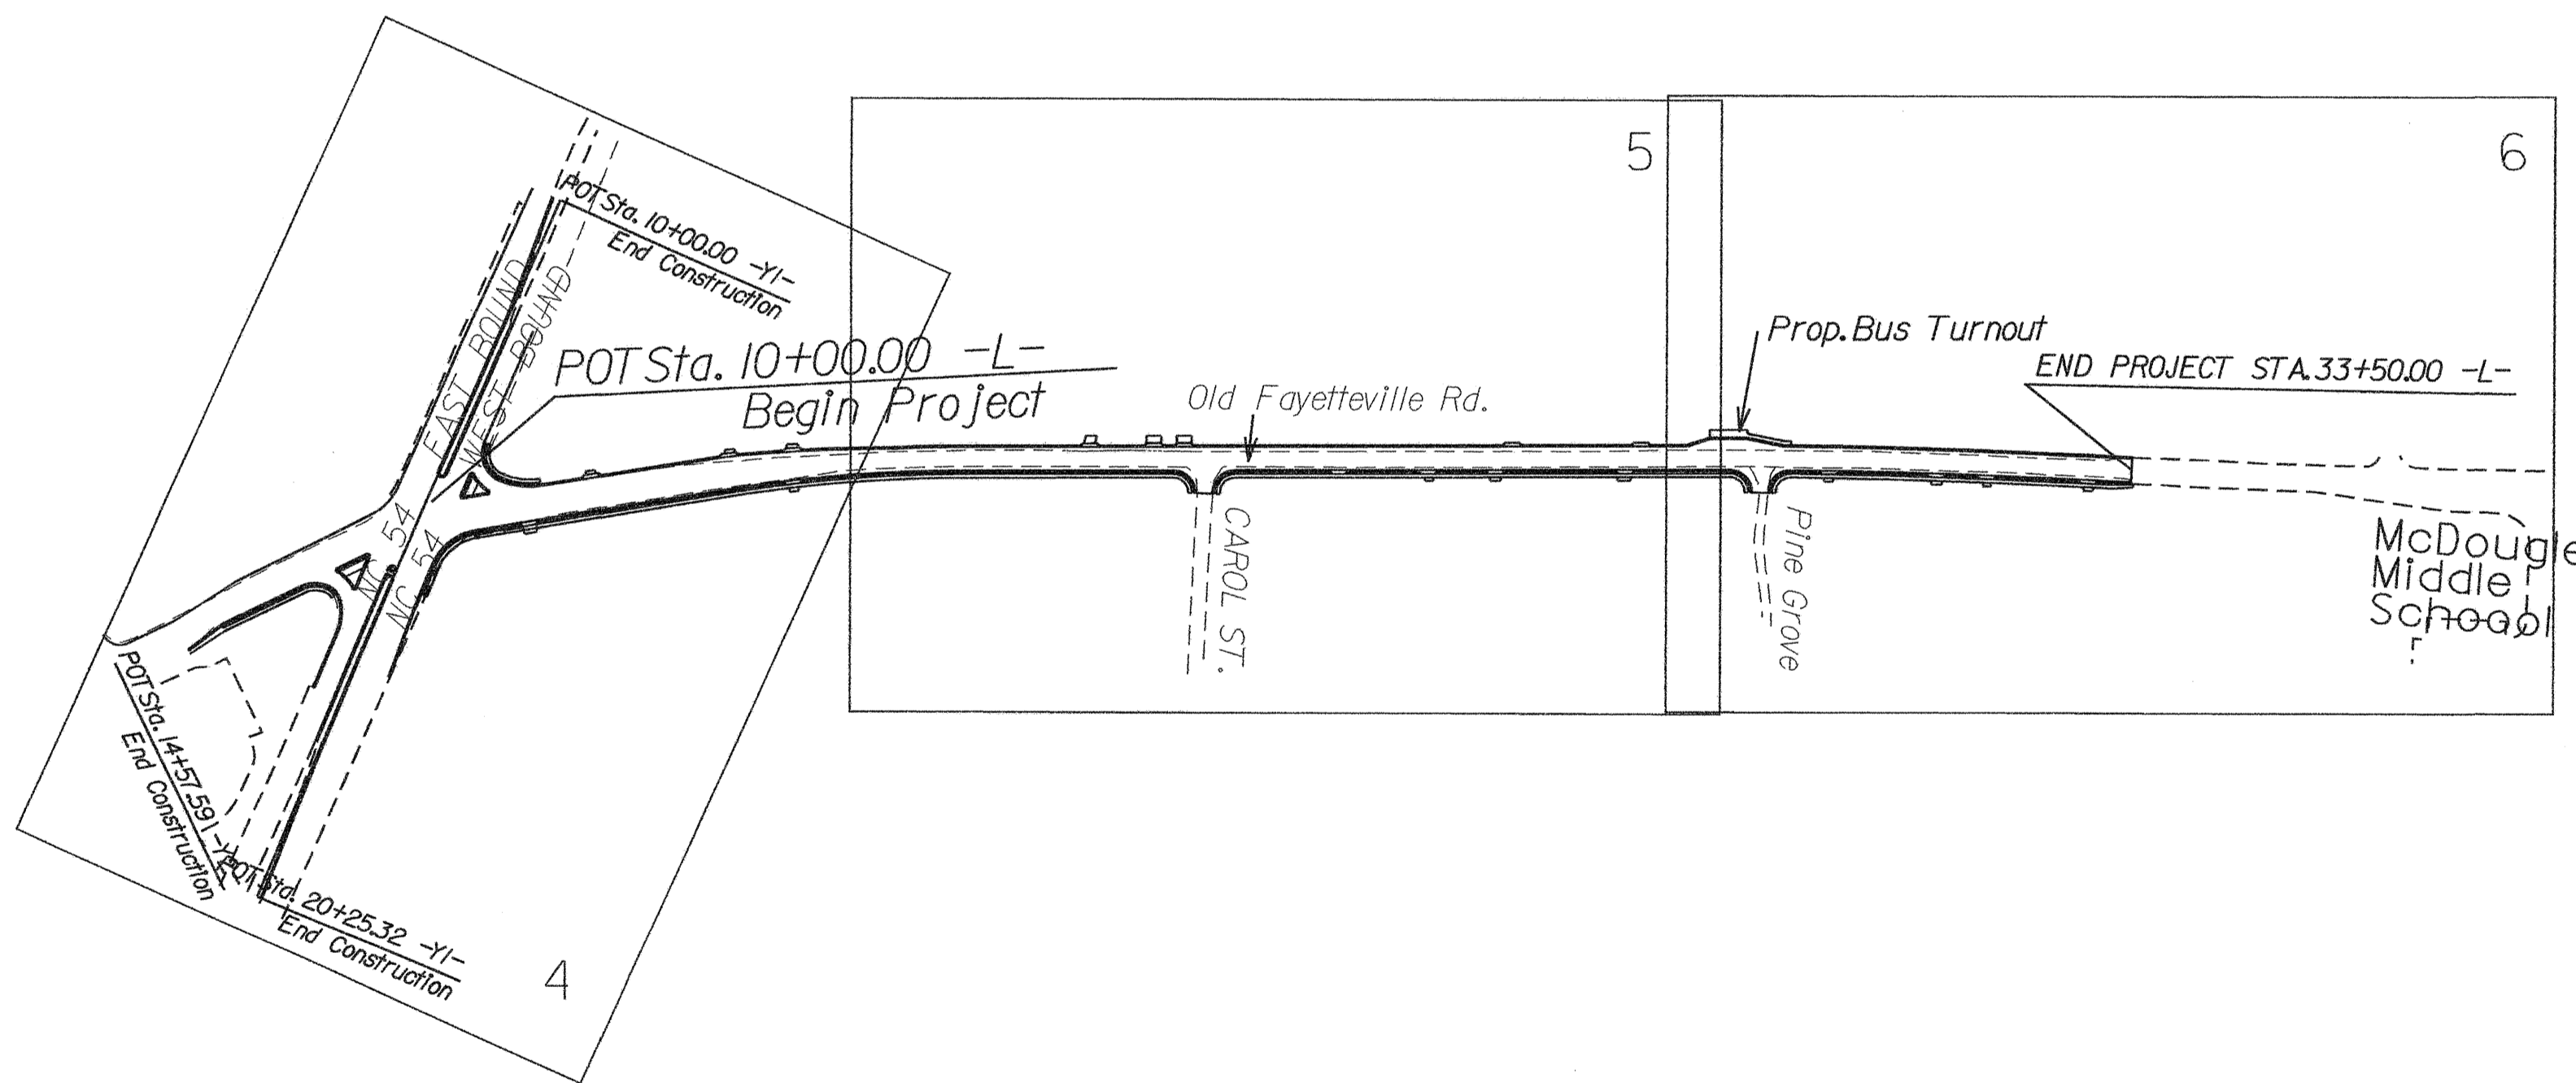 5
6
POT Sta. 10+00.00 -Y1-
End Construction
EAST BOUND
WEST BOUND
POT Sta. 10+00.00 -L-
Begin Project
Old Fayetteville Rd.
Prop. Bus Turnout
END PROJECT STA. 33+50.00 -L-
NC 54
NC 54
CAROL ST.
Pine Grove
McDougle
Middle
School
POT Sta. 14+57.59
End Construction
POT Sta. 20+25.32 -Y1-
End Construction
4